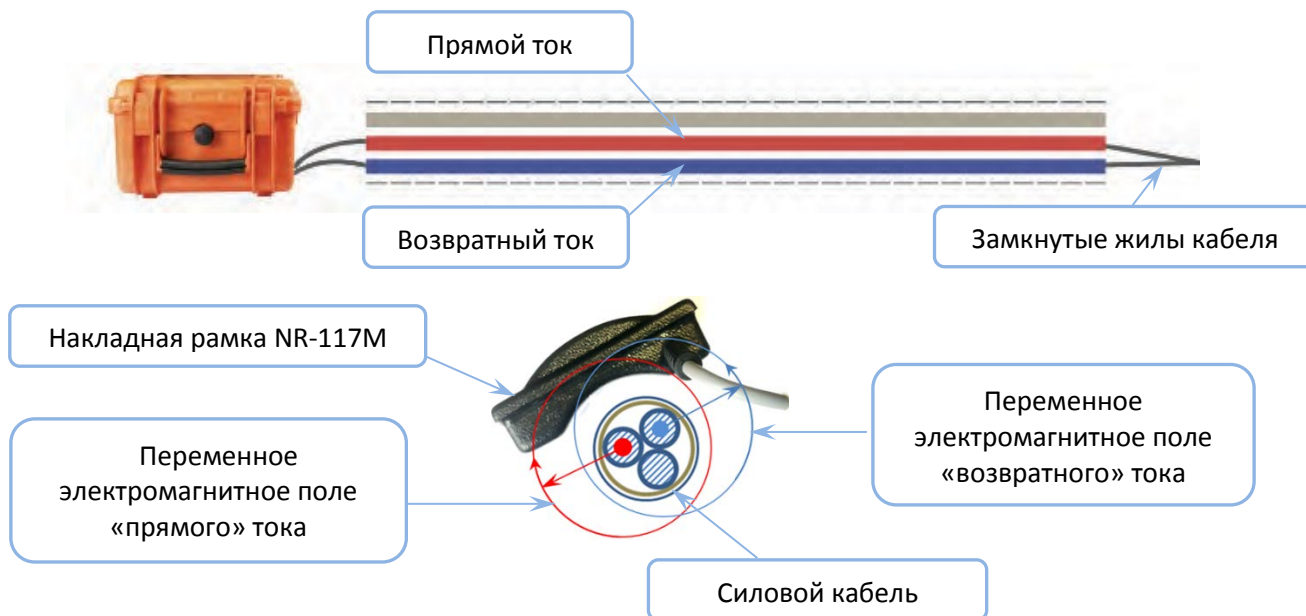 Прямой ток
Возвратный ток
Замкнутые жилы кабеля
Накладная рамка NR-117М
Переменное
электромагнитное поле
«прямого» тока
Переменное
электромагнитное поле
«возвратного» тока
Силовой кабель